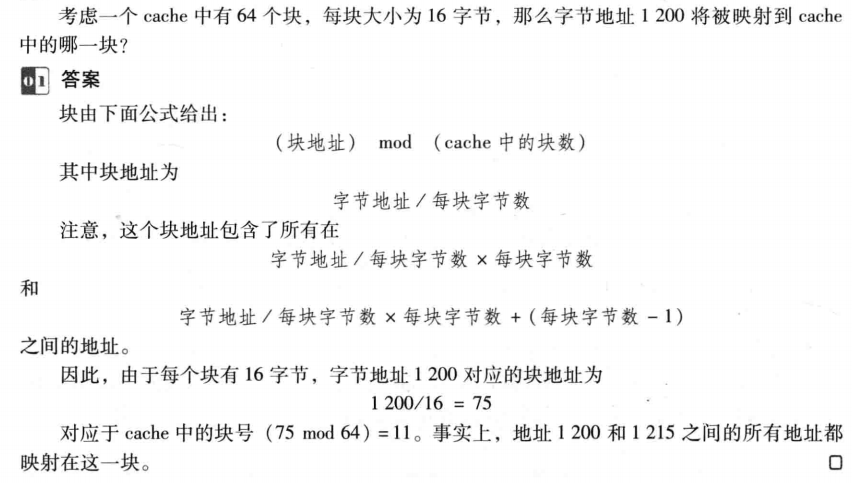 考虑一个 cache 中有 64 个块，每块大小为 16 字节，那么字节地址 1 200 将被映射到 cache
中的哪一块？
01 答案
块由下面公式给出：
（块地址） mod （cache 中的块数）
其中块地址为
字节地址 / 每块字节数
注意，这个块地址包含了所有在
字节地址 / 每块字节数 × 每块字节数
和
字节地址 / 每块字节数 × 每块字节数 +（每块字节数 − 1）
之间的地址。
因此，由于每个块有 16 字节，字节地址 1 200 对应的块地址为
1 200/16 = 75
对应于 cache 中的块号（75 mod 64）= 11。事实上，地址 1 200 和 1 215 之间的所有地址都
映射在这一块。